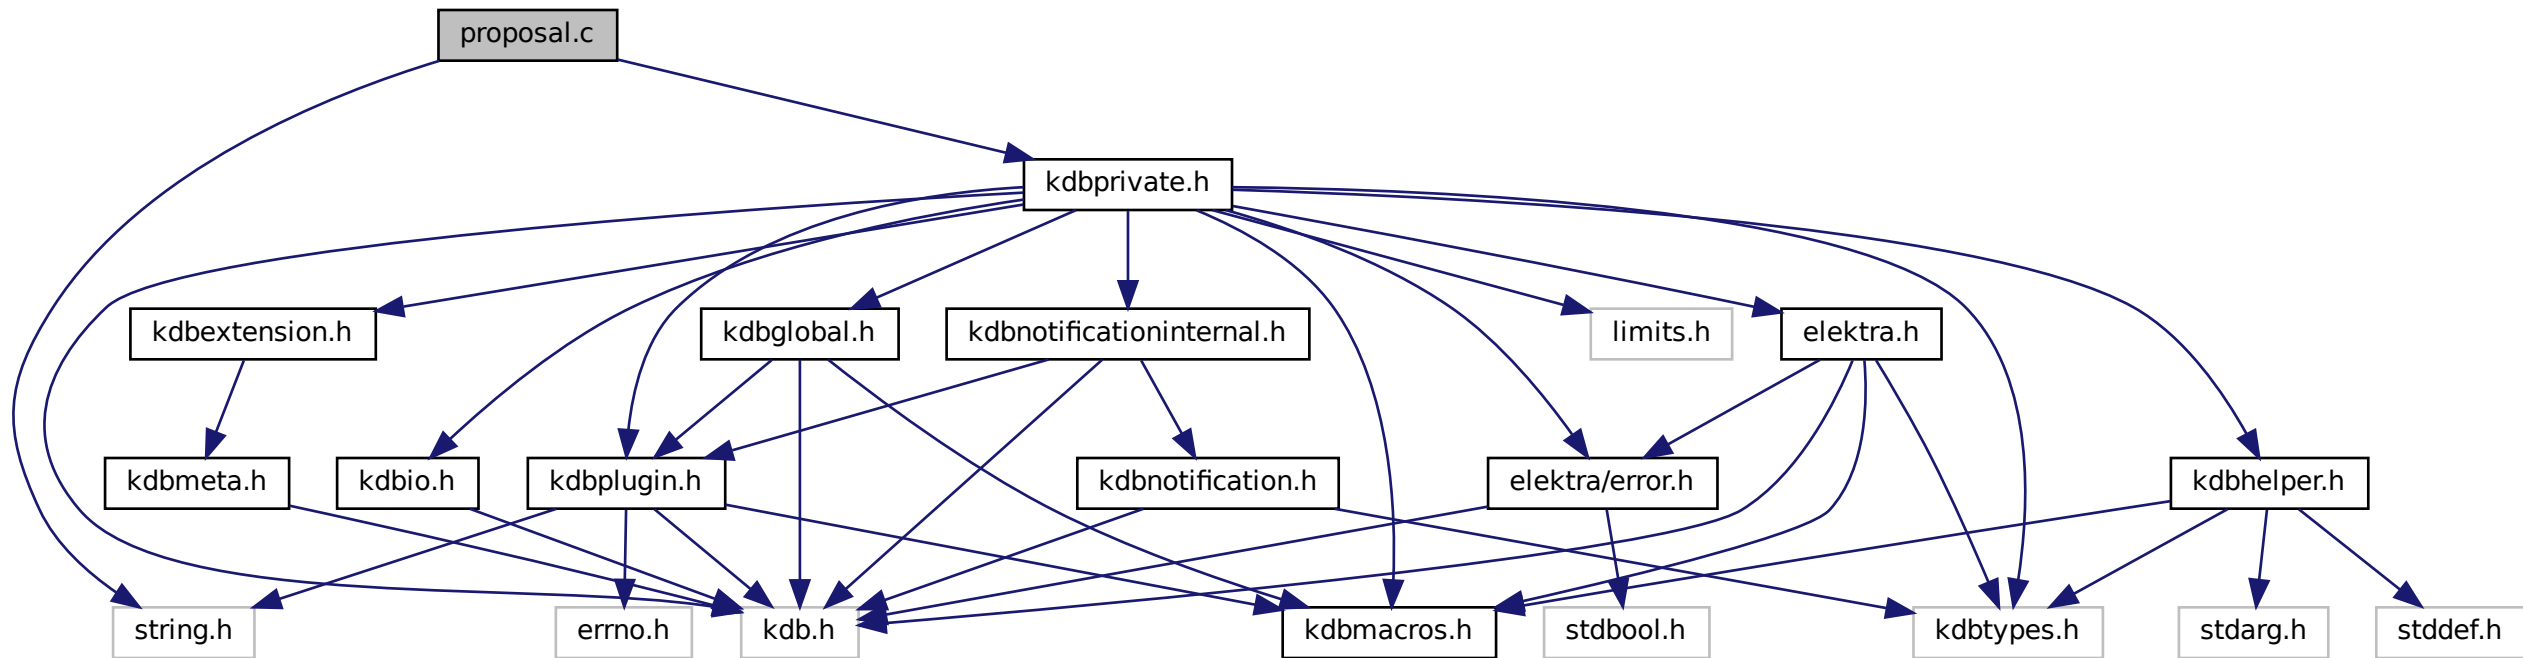 proposal.c
kdbprivate.h
kdbextension.h
kdbglobal.h
kdbnotificationinternal.h
limits.h
elektra.h
kdbmeta.h
kdbio.h
kdbplugin.h
kdbnotification.h
elektra/error.h
kdbhelper.h
string.h
errno.h
kdb.h
kdbmacros.h
stdbool.h
kdbtypes.h
stdarg.h
stddef.h